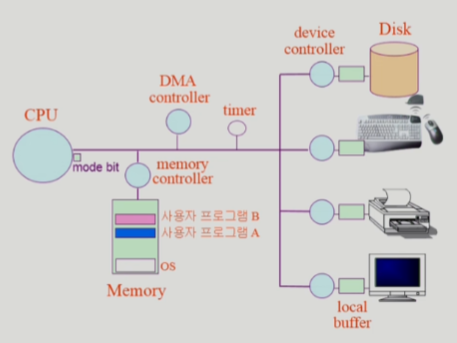 device
controller
Disk
DMA
controller
timer
CPU
mode bit
memory
controller
사용자 프로그램 B
사용자 프로그램 A
OS
Memory
local
buffer